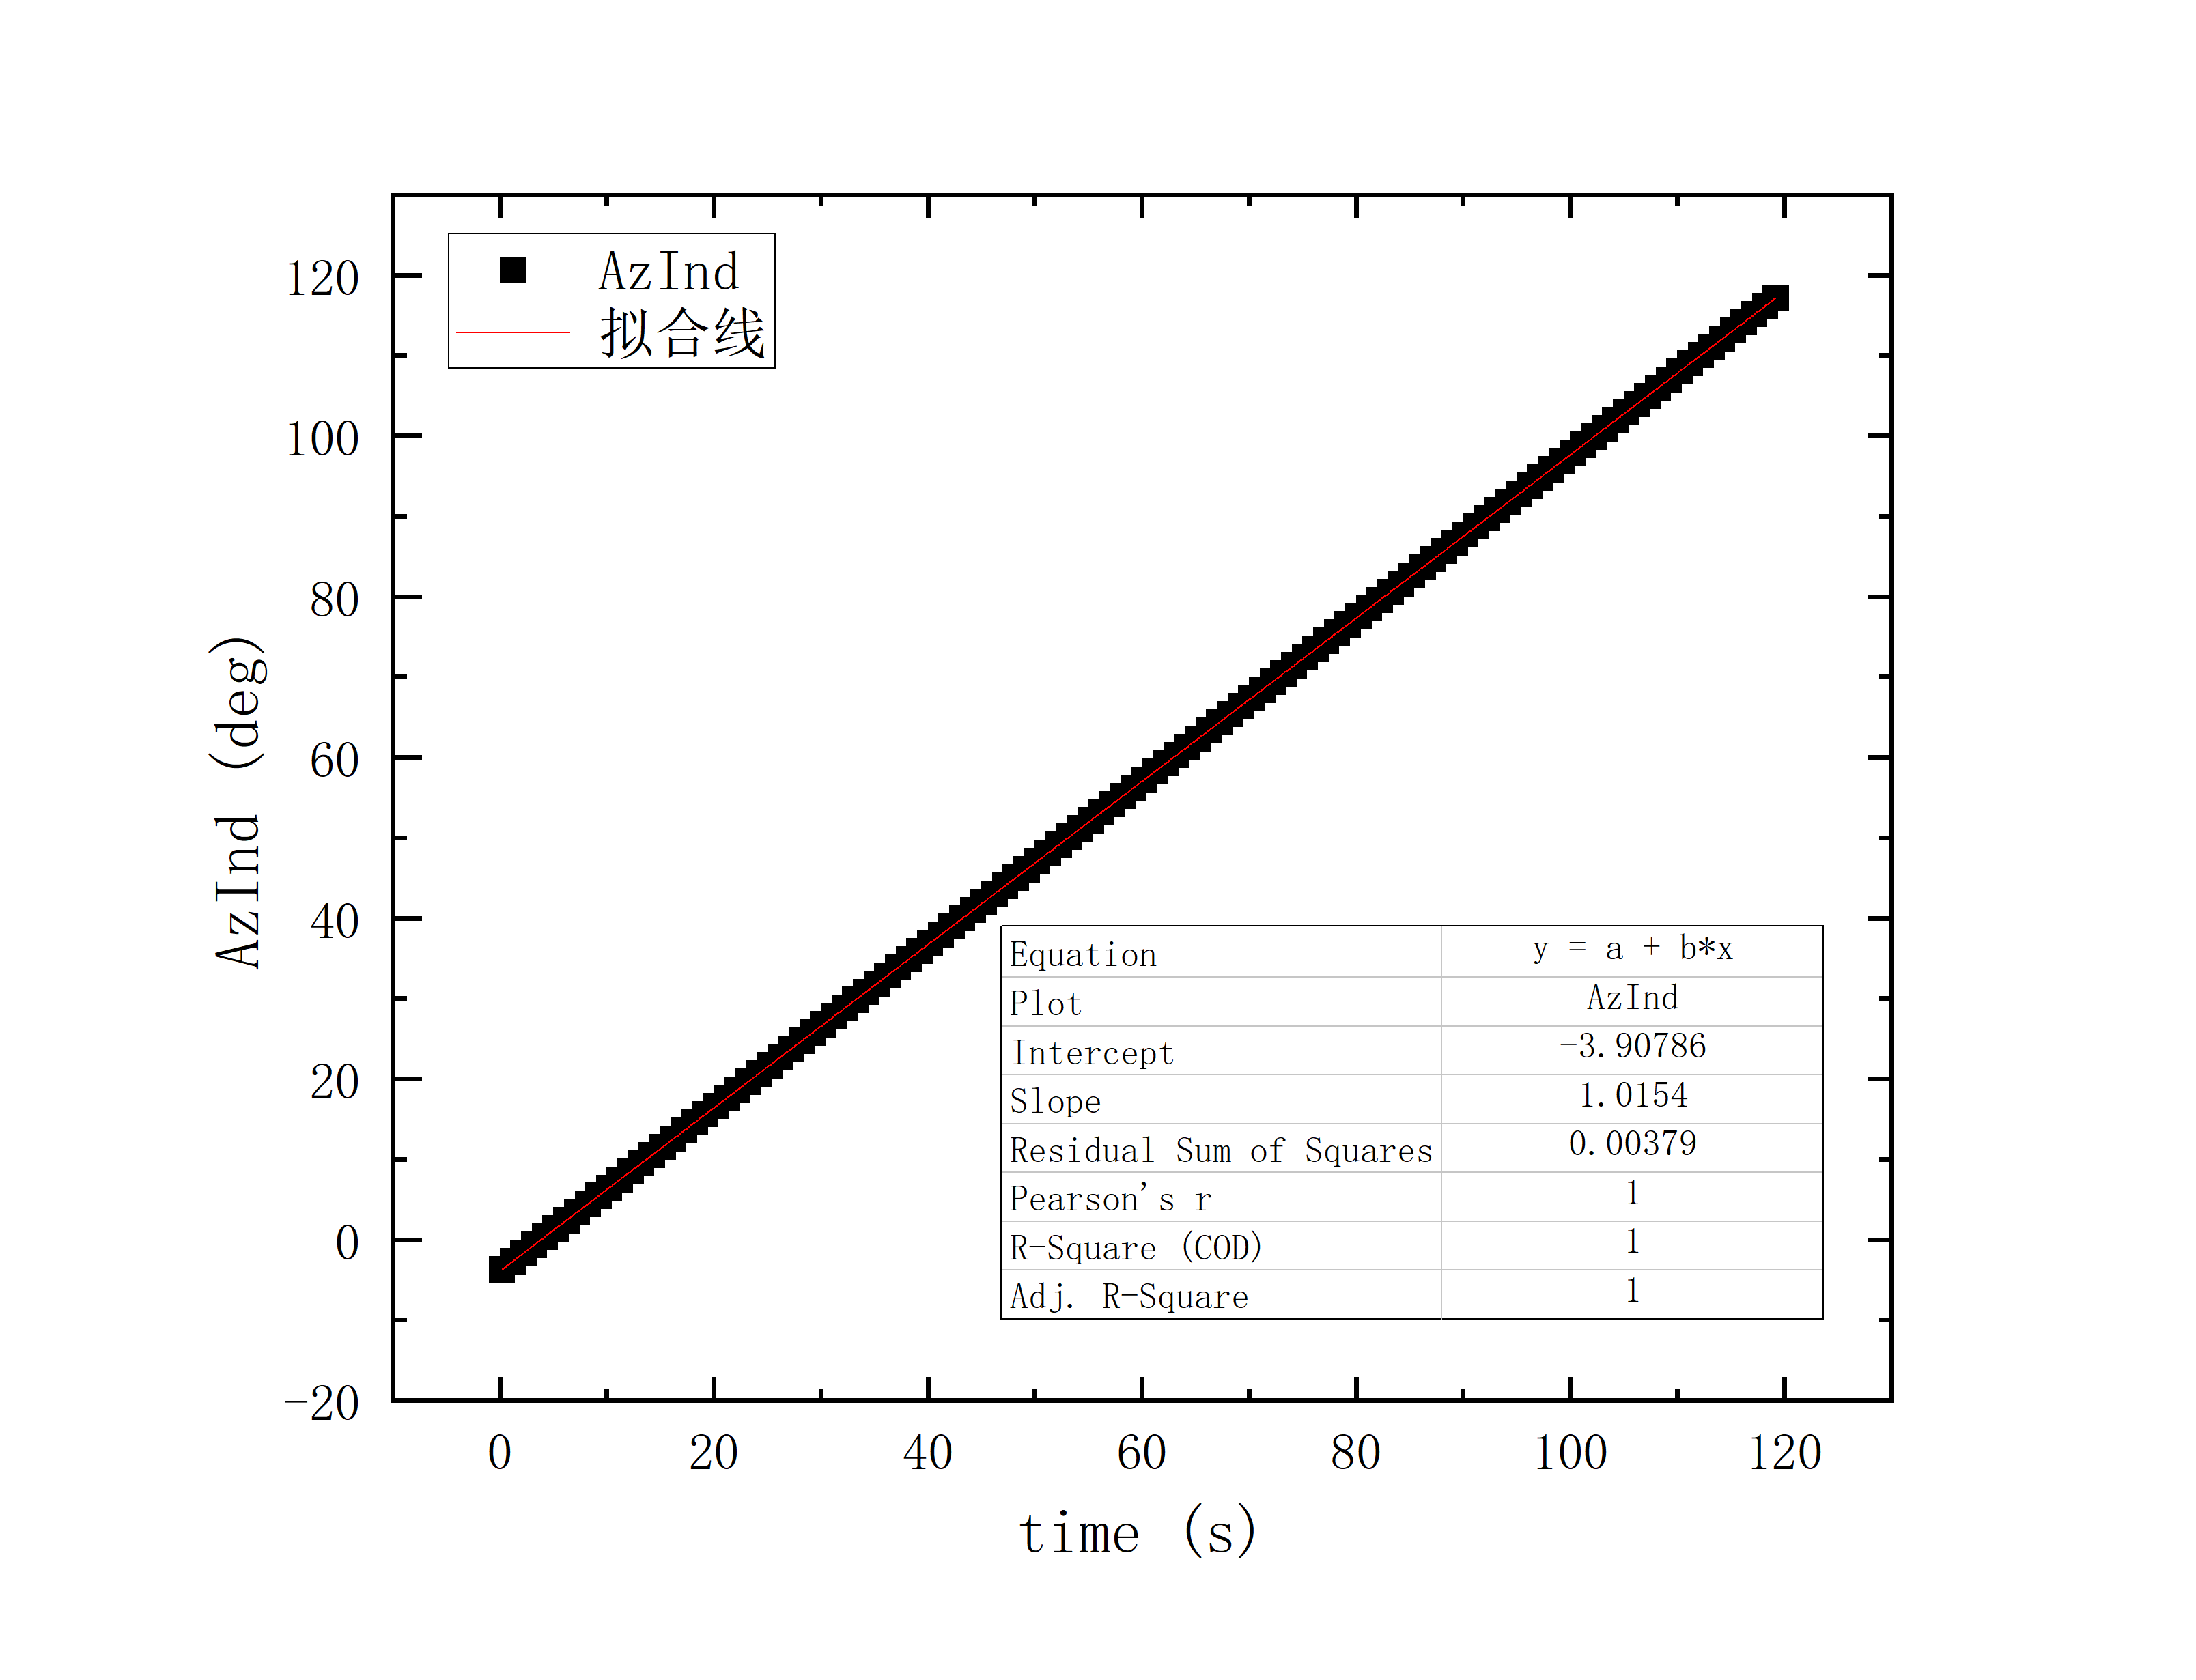 AzInd
拟合线
120
100
80
60
40
20
0
-20
AzInd (deg)
Equation y = a + b*x
Plot AzInd
Intercept -3.90786
Slope 1.0154
Residual Sum of Squares 0.00379
Pearson's r 1
R-Square (COD) 1
Adj. R-Square 1
0 20 40 60 80 100 120
time (s)